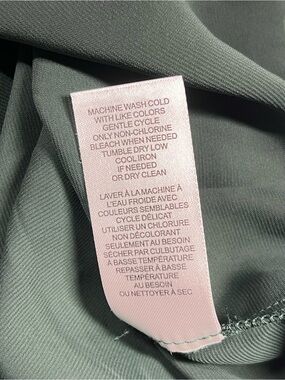 MACHINE WASH COLD
WITH LIKE COLORS
GENTLE CYCLE
ONLY NON-CHLORINE
BLEACH WHEN NEEDED
TUMBLE DRY LOW
COOL IRON
IF NEEDED
OR DRY CLEAN
LAVER À LA MACHINE À
L'EAU FROIDE AVEC
COULEURS SEMBLABLES
CYCLE DÉLICAT
UTILISER UN CHLORURE
NON DÉCOLORANT
SEULEMENT AU BESOIN
SÉCHER PAR CULBUTAGE
À BASSE TEMPÉRATURE
REPASSER À BASSE
TEMPÉRATURE
AU BESOIN
OU NETTOYER À SEC